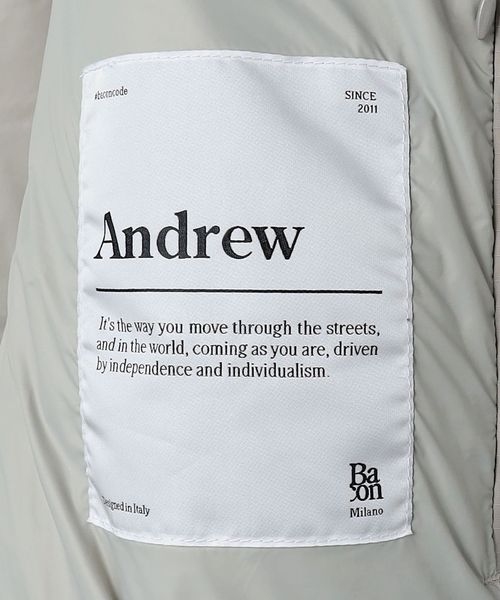 #baconcode
SINCE
2011
Andrew
It's the way you move through the streets,
and in the world, coming as you are, driven
by independence and individualism.
Designed in Italy
Ba
con
Milano